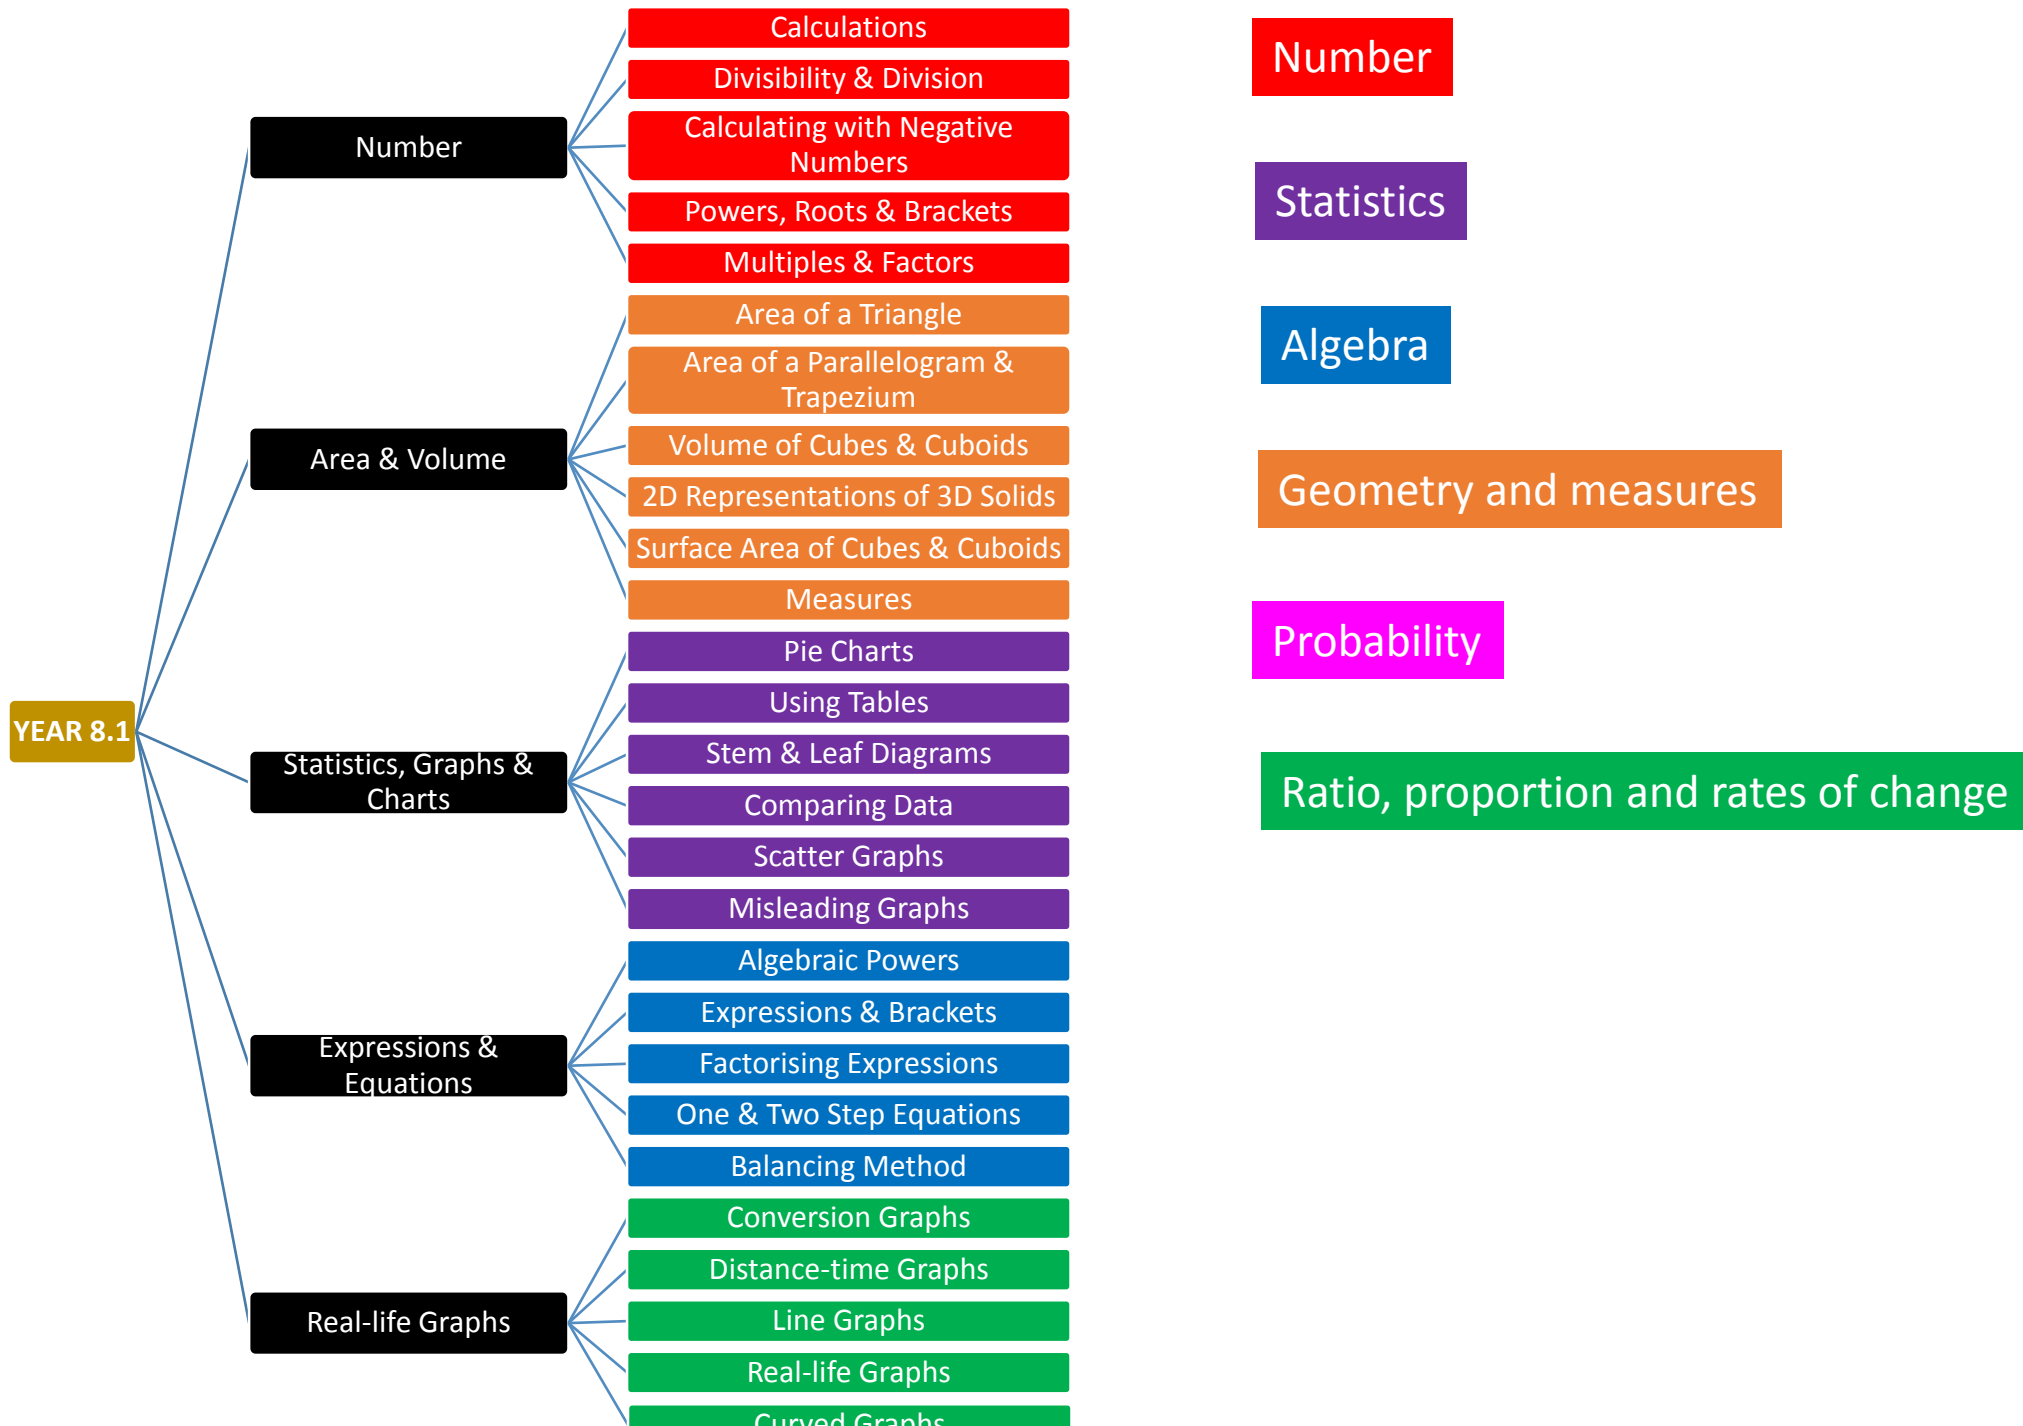 YEAR 8.1
Number
Calculations
Divisibility & Division
Calculating with Negative
Numbers
Powers, Roots & Brackets
Multiples & Factors
Area & Volume
Area of a Triangle
Area of a Parallelogram &
Trapezium
Volume of Cubes & Cuboids
2D Representations of 3D Solids
Surface Area of Cubes & Cuboids
Measures
Statistics, Graphs &
Charts
Pie Charts
Using Tables
Stem & Leaf Diagrams
Comparing Data
Scatter Graphs
Misleading Graphs
Expressions &
Equations
Algebraic Powers
Expressions & Brackets
Factorising Expressions
One & Two Step Equations
Balancing Method
Real-life Graphs
Conversion Graphs
Distance-time Graphs
Line Graphs
Real-life Graphs
Curved Graphs
Number
Statistics
Algebra
Geometry and measures
Probability
Ratio, proportion and rates of change